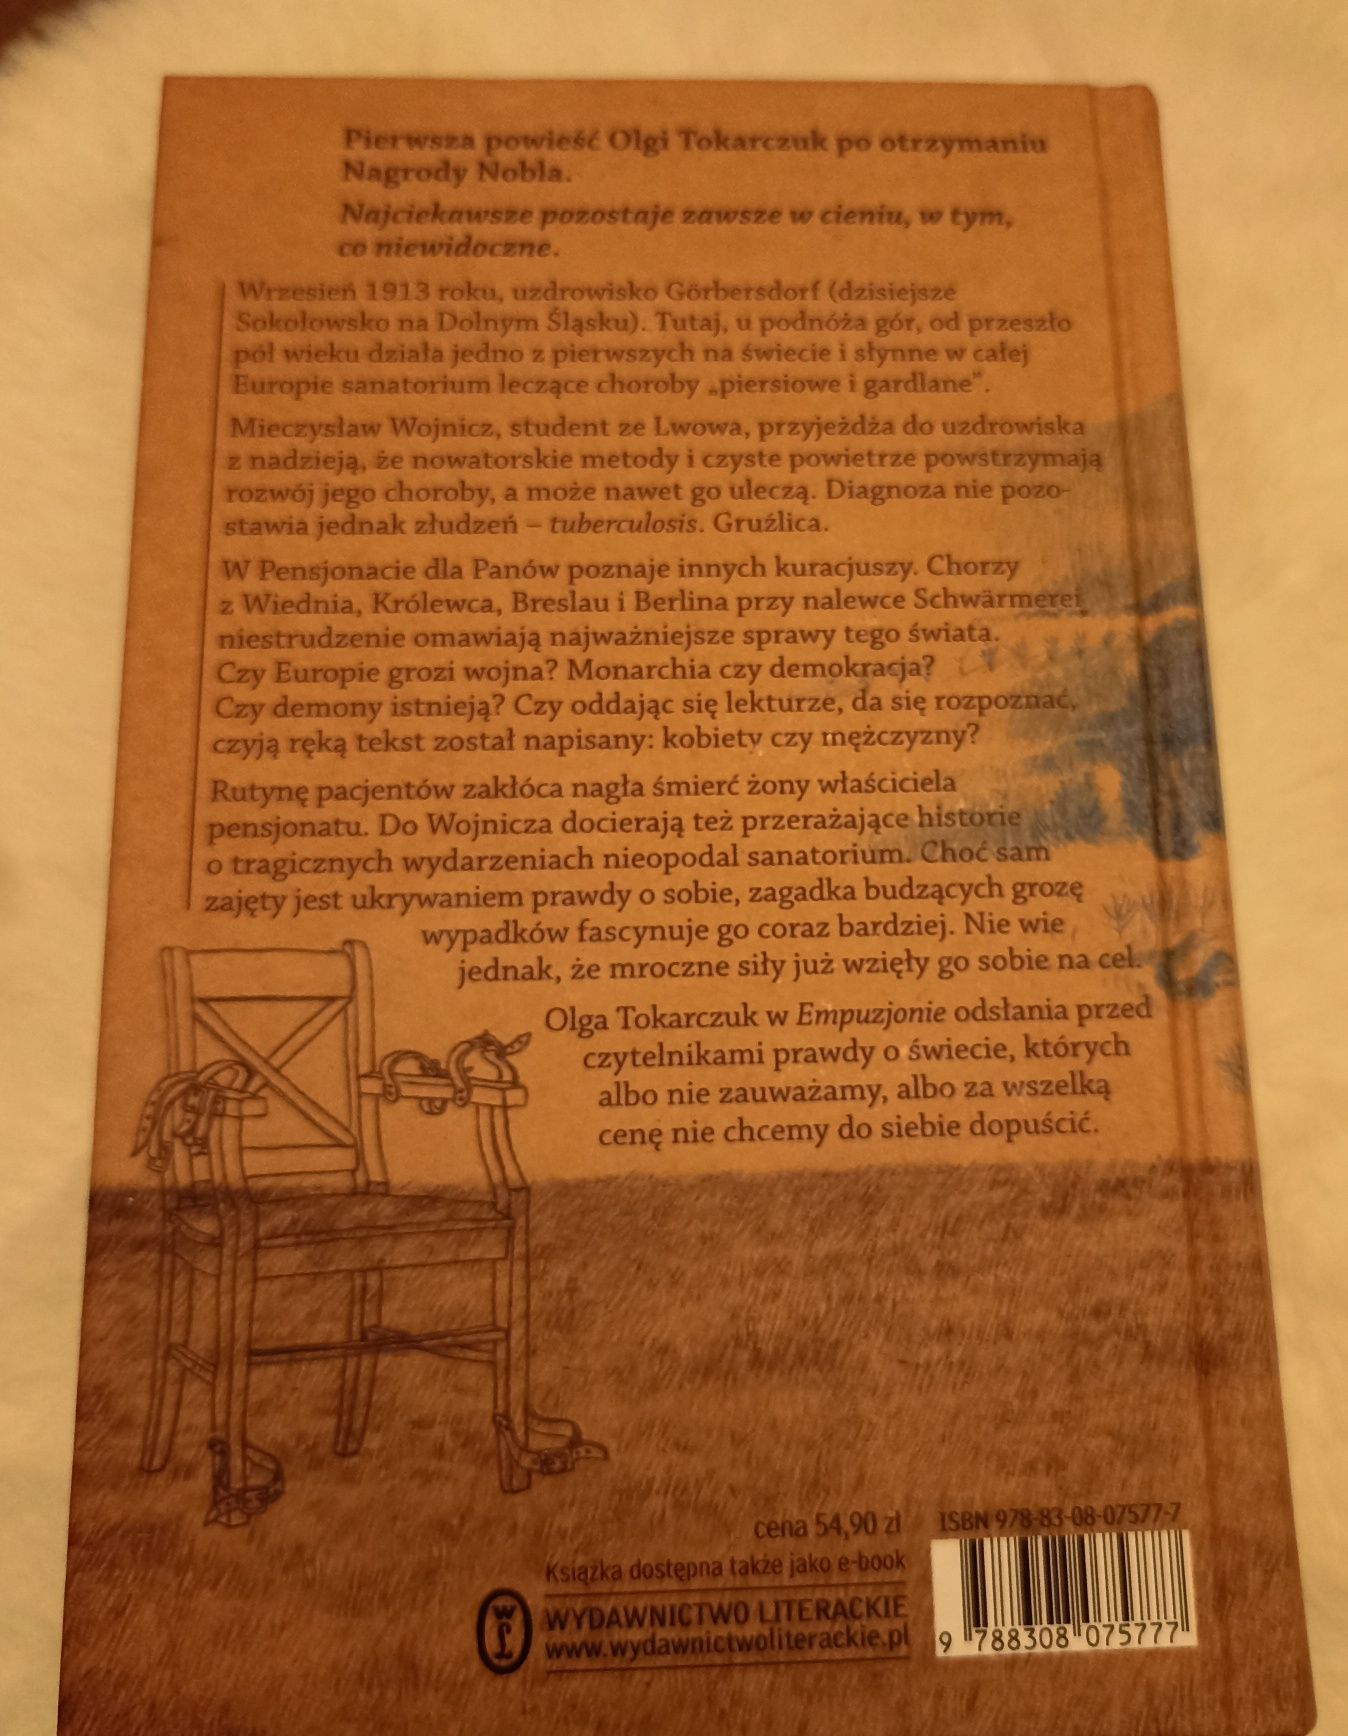 Pierwsza powieść Olgi Tokarczuk po otrzymaniu
Nagrody Nobla.
Najciekawsze pozostaje zawsze w cieniu, w tym,
co niewidoczne.
Wrzesień 1913 roku, uzdrowisko Görbersdorf (dzisiejsze
Sokołowsko na Dolnym Śląsku). Tutaj, u podnóża gór, od przeszło
pół wieku działa jedno z pierwszych na świecie i słynne w całej
Europie sanatorium leczące choroby „piersiowe i gardlane”.
Mieczysław Wojnicz, student ze Lwowa, przyjeżdża do uzdrowiska
z nadzieją, że nowatorskie metody i czyste powietrze powstrzymają
rozwój jego choroby, a może nawet go uleczą. Diagnoza nie pozo-
stawia jednak złudzeń – tuberculosis. Gruźlica.
W Pensjonacie dla Panów poznaje innych kuracjuszy. Chorzy
z Wiednia, Królewca, Breslau i Berlina przy nalewce Schwärmerei
niestrudzenie omawiają najważniejsze sprawy tego świata.
Czy Europie grozi wojna? Monarchia czy demokracja?
Czy demony istnieją? Czy oddając się lekturze, da się rozpoznać,
czyją ręką tekst został napisany: kobiety czy mężczyzny?
Rutynę pacjentów zakłóca nagła śmierć żony właściciela
pensjonatu. Do Wojnicza docierają też przerażające historie
o tragicznych wydarzeniach nieopodal sanatorium. Choć sam
zajęty jest ukrywaniem prawdy o sobie, zagadka budzących grozę
wypadków fascynuje go coraz bardziej. Nie wie
jednak, że mroczne siły już wzięły go sobie na cel.
Olga Tokarczuk w Empuzjonie odsłania przed
czytelnikami prawdy o świecie, których
albo nie zauważamy, albo za wszelką
cenę nie chcemy do siebie dopuścić.
cena 54,90 zł
ISBN 978-83-08-07577-7
Książka dostępna także jako e-book
WL
WYDAWNICTWO LITERACKIE
www.wydawnictwoliterackie.pl
9 788308 075777